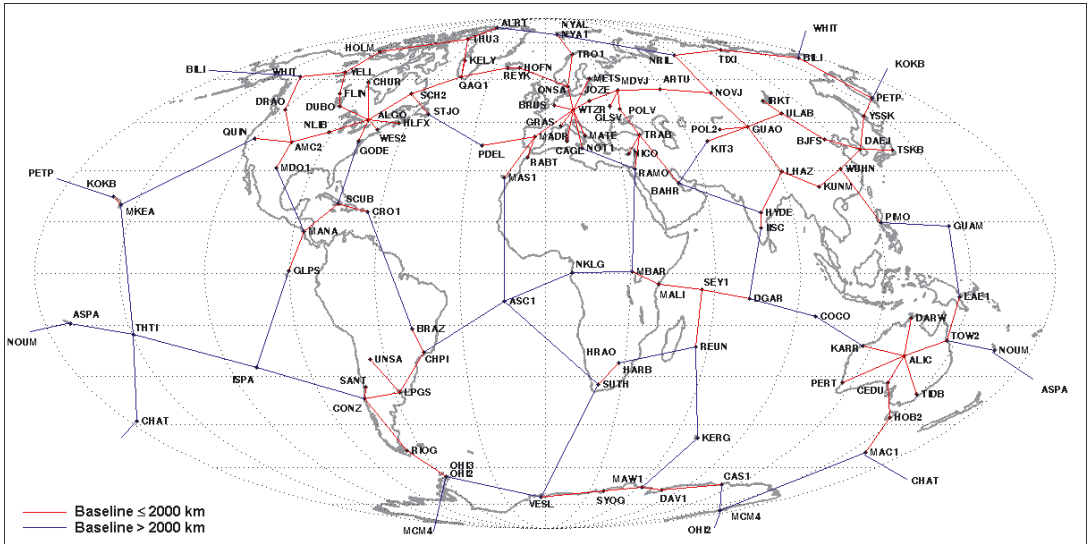 ALRT
NYAL
NYA1
WHIT
HOLM
THU3
TRO1
NRIL
TIXI
BILI
BILI
WHIT
YELL
CHUR
KELY
REYK
HOFN
METS
MDVJ
ARTU
KOKB
FLIN
SCH2
QAQ1
ONSA
JOZE
NOVJ
PETP
DRAO
DUBO
ALGO
STJO
BRUS
WTZR
GLSV
POLV
IRKT
ULAB
YSSK
QUIN
NLIB
HLFX
WES2
GRAS
MADR
MATE
TRAB
POL2
GUAO
BJFS
DAEJ
AMC2
GODE
PDEL
RABT
CAGL
NOT1
NICO
KIT3
TSKB
PETP
MDO1
MAS1
RAMO
LHAZ
WUHN
KOKB
BAHR
KUNM
MKEA
SCUB
CRO1
HYDE
IISC
PIMO
GUAM
MANA
GLPS
NKLG
MBAR
MALI
SEY1
DGAR
ASC1
LAE1
ASPA
THTI
BRAZ
COCO
DARW
NOUM
CHPI
HRAO
REUN
KARR
TOW2
NOUM
ISPA
UNSA
HARB
ALIC
SANT
LPGS
SUTH
PERT
CEDU
TIDB
ASPA
CONZ
CHAT
HOB2
RIOG
KERG
MAC1
OHI3
OHI2
CHAT
VESL
SYOG
MAW1
DAV1
CAS1
Baseline ≤ 2000 km
Baseline > 2000 km
MCM4
MCM4
OHI2